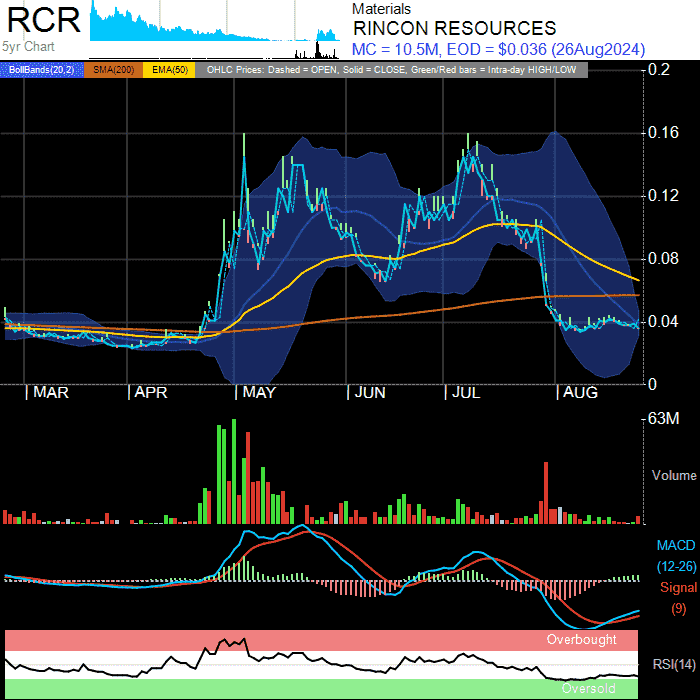 RCR
5yr Chart
Materials
RINCON RESOURCES
MC = 10.5M, EOD = $0.036 (26Aug2024)
BollBands(20,2) SMA(200) EMA(50) OHLC Prices: Dashed = OPEN, Solid = CLOSE, Green/Red bars = Intra-day HIGH/LOW
0.2
0.16
0.12
0.08
0.04
0
MAR APR MAY JUN JUL AUG
63M
Volume
MACD
(12-26)
Signal
(9)
Overbought
RSI(14)
Oversold